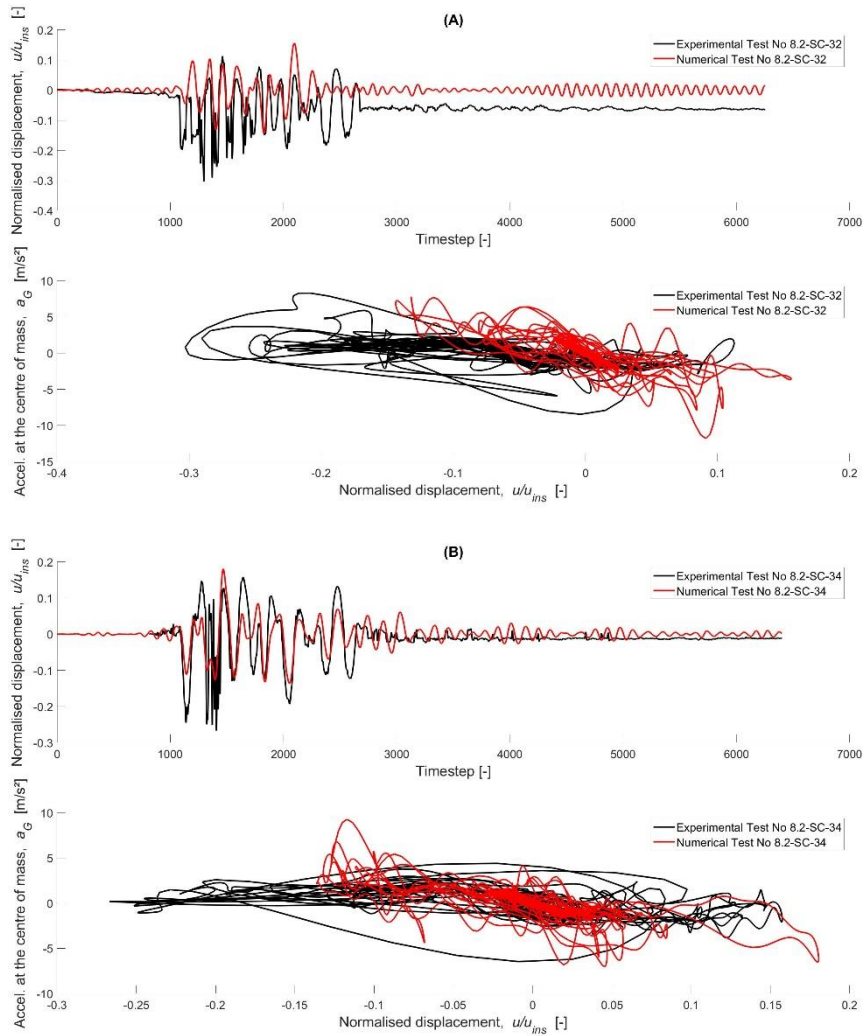 (A)
Normalised displacement, u/u_ins [-]
0.2
0.1
0
-0.1
-0.2
-0.3
-0.4
Experimental Test No 8.2-SC-32
Numerical Test No 8.2-SC-32
0 1000 2000 3000 4000 5000 6000 7000
Timestep [-]
Accel. at the centre of mass, a_G [m/s²]
10
5
0
-5
-10
-15
Experimental Test No 8.2-SC-32
Numerical Test No 8.2-SC-32
-0.4 -0.3 -0.2 -0.1 0 0.1 0.2
Normalised displacement, u/u_ins [-]
(B)
Normalised displacement, u/u_ins [-]
0.2
0.1
0
-0.1
-0.2
-0.3
Experimental Test No 8.2-SC-34
Numerical Test No 8.2-SC-34
0 1000 2000 3000 4000 5000 6000 7000
Timestep [-]
Accel. at the centre of mass, a_G [m/s²]
10
5
0
-5
-10
Experimental Test No 8.2-SC-34
Numerical Test No 8.2-SC-34
-0.3 -0.25 -0.2 -0.15 -0.1 -0.05 0 0.05 0.1 0.15 0.2
Normalised displacement, u/u_ins [-]